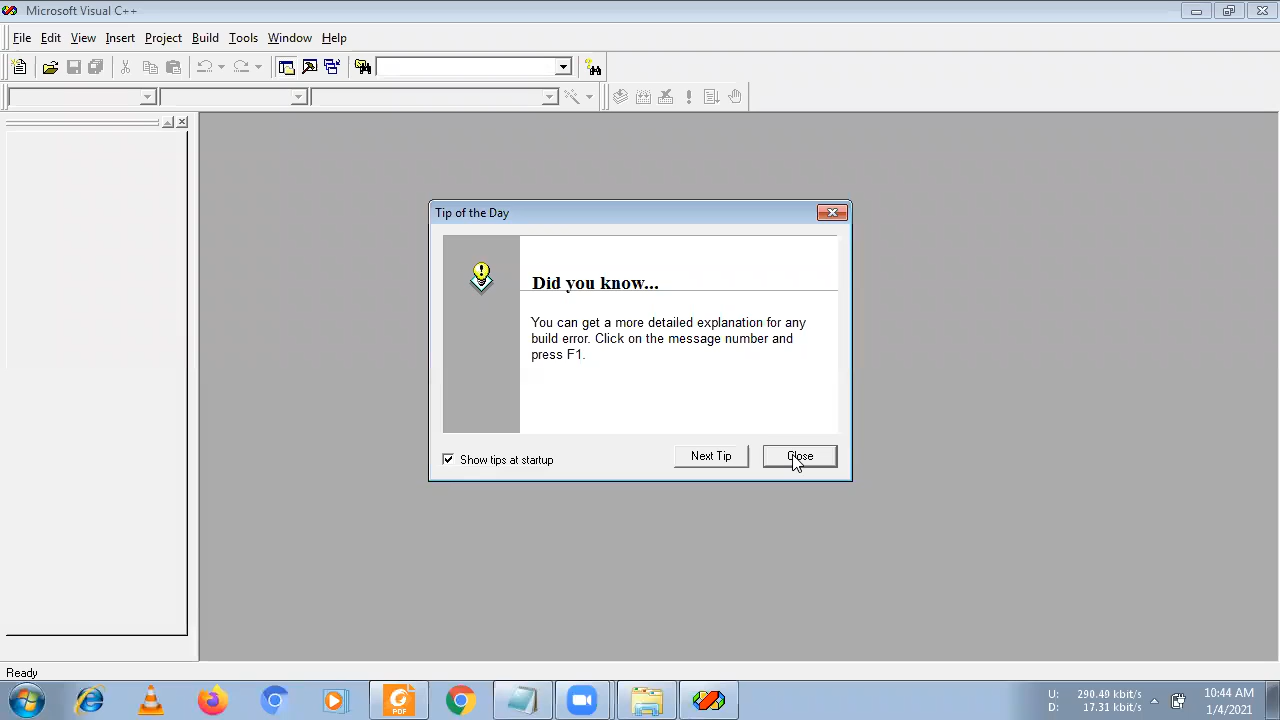 Microsoft Visual C++
File Edit View Insert Project Build Tools Window Help
Tip of the Day
Did you know...
You can get a more detailed explanation for any
build error. Click on the message number and
press F1.
Show tips at startup
Next Tip
Close
Ready
PDF
U: 290.49 kbit/s
D: 17.31 kbit/s
10:44 AM
1/4/2021